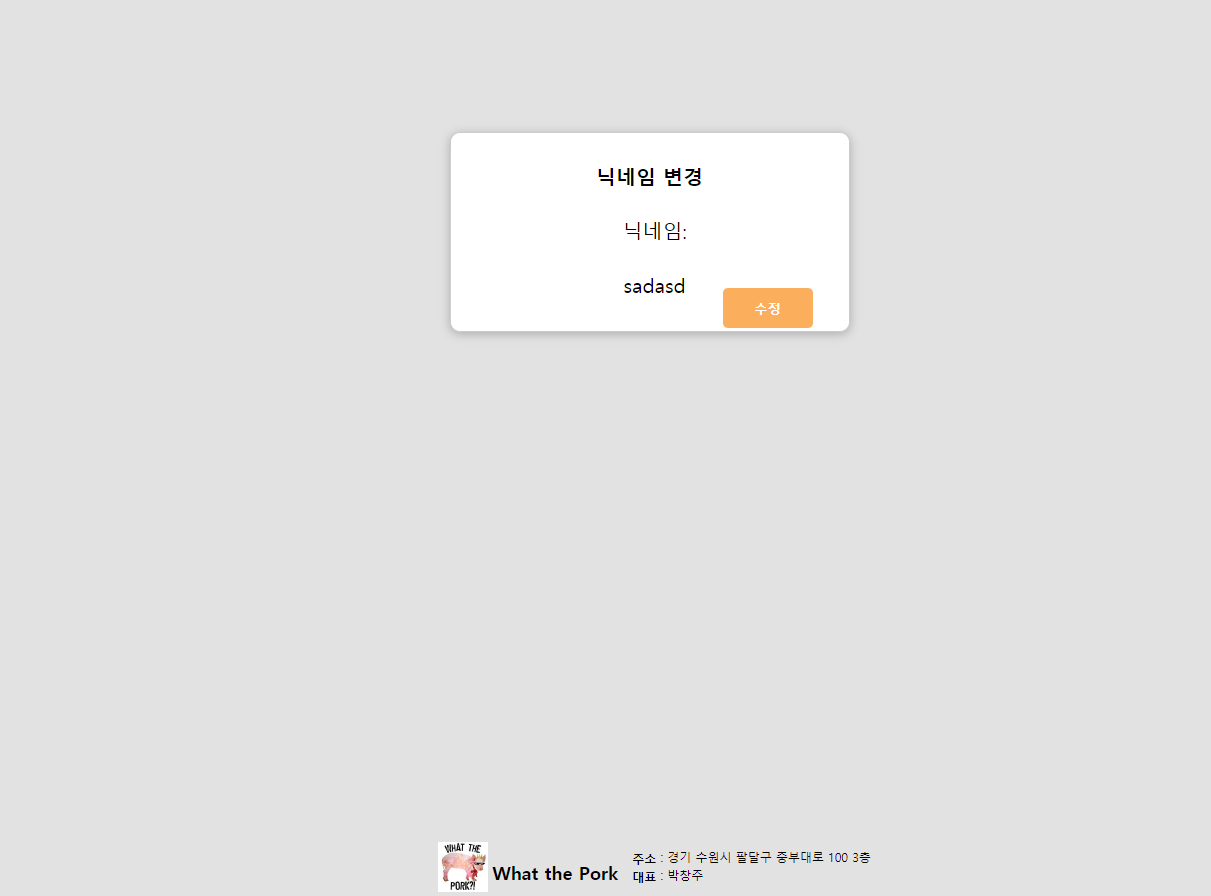 닉네임 변경
닉네임:
sadasd
수정
WHAT THE
PORK?!
What the Pork
주소 : 경기 수원시 팔달구 중부대로 100 3층
대표 : 박창주